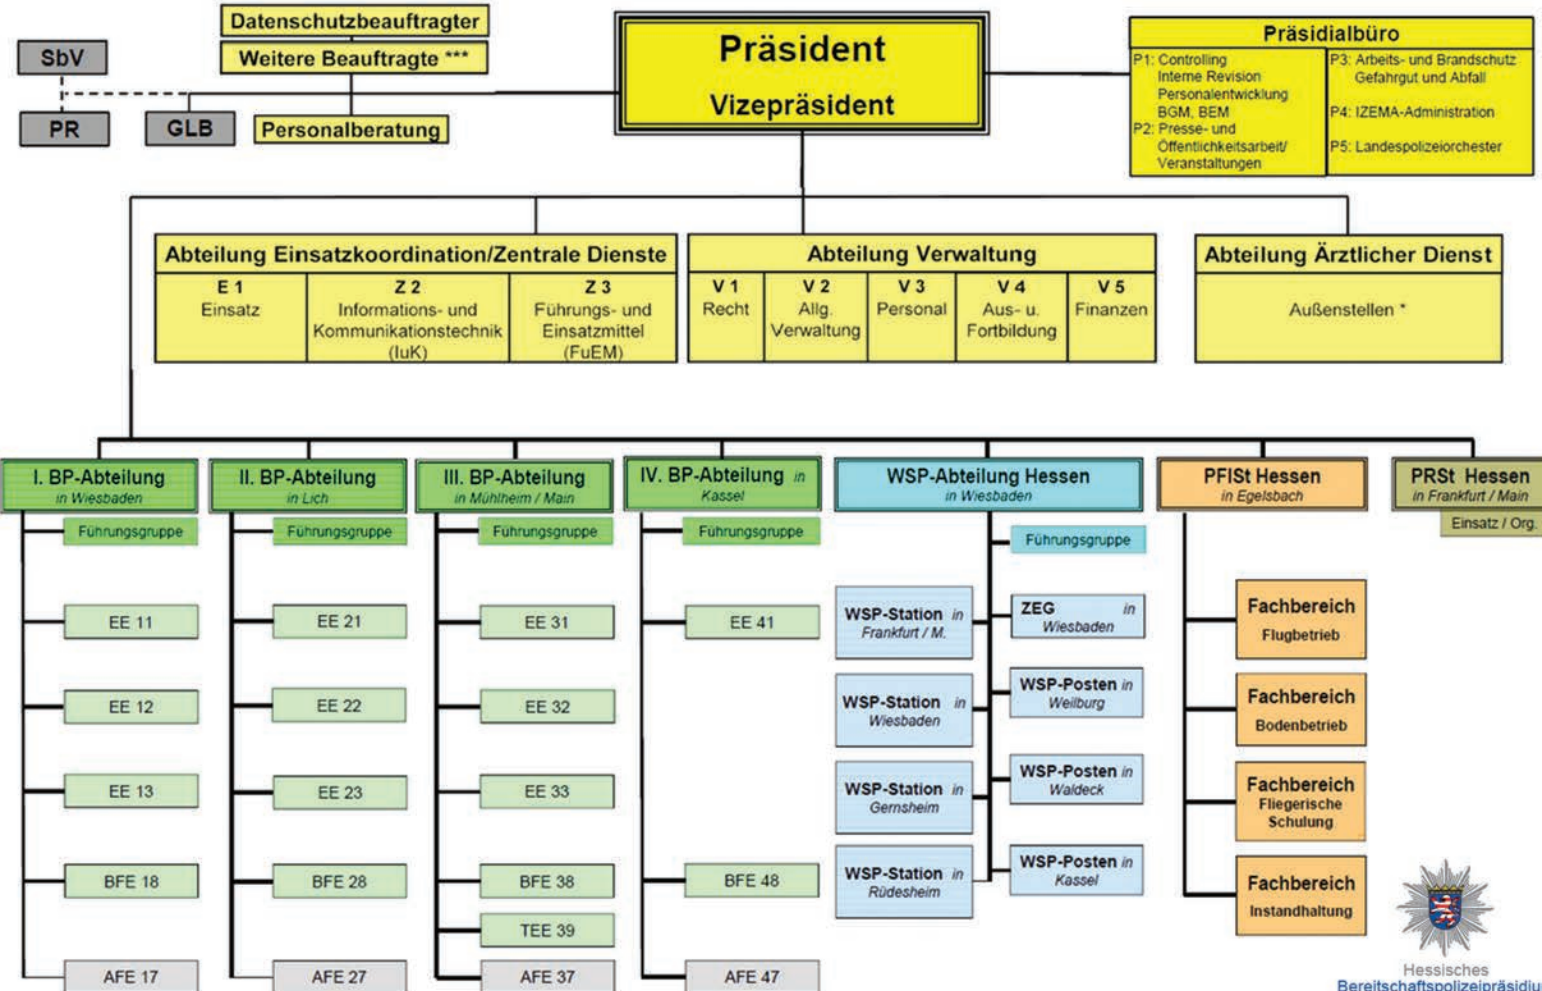 Datenschutzbeauftragter
Weitere Beauftragte ***
SbV
PR
GLB
Personalberatung
Präsident
Vizepräsident
Präsidialbüro
P1: Controlling
Interne Revision
Personalentwicklung
BGM, BEM
P2: Presse- und
Öffentlichkeitsarbeit/
Veranstaltungen
P3: Arbeits- und Brandschutz
Gefahrgut und Abfall
P4: IZEMA-Administration
P5: Landespolizeiorchester
Abteilung Einsatzkoordination/Zentrale Dienste
E 1
Einsatz
Z 2
Informations- und
Kommunikationstechnik
(IuK)
Z 3
Führungs- und
Einsatzmittel
(FuEM)
Abteilung Verwaltung
V 1
Recht
V 2
Allg.
Verwaltung
V 3
Personal
V 4
Aus- u.
Fortbildung
V 5
Finanzen
Abteilung Ärztlicher Dienst
Außenstellen *
I. BP-Abteilung
in Wiesbaden
Führungsgruppe
EE 11
EE 12
EE 13
BFE 18
AFE 17
II. BP-Abteilung
in Lich
Führungsgruppe
EE 21
EE 22
EE 23
BFE 28
AFE 27
III. BP-Abteilung
in Mühlheim / Main
Führungsgruppe
EE 31
EE 32
EE 33
BFE 38
TEE 39
AFE 37
IV. BP-Abteilung in
Kassel
Führungsgruppe
EE 41
BFE 48
AFE 47
WSP-Abteilung Hessen
in Wiesbaden
Führungsgruppe
WSP-Station in
Frankfurt / M.
WSP-Station in
Wiesbaden
WSP-Station in
Gernsheim
WSP-Station in
Rüdesheim
ZEG in
Wiesbaden
WSP-Posten in
Weilburg
WSP-Posten in
Waldeck
WSP-Posten in
Kassel
PFlSt Hessen
in Egelsbach
Fachbereich
Flugbetrieb
Fachbereich
Bodenbetrieb
Fachbereich
Fliegerische
Schulung
Fachbereich
Instandhaltung
PRSt Hessen
in Frankfurt / Main
Einsatz / Org.
Hessisches
Bereitschaftspolizeipräsidiu